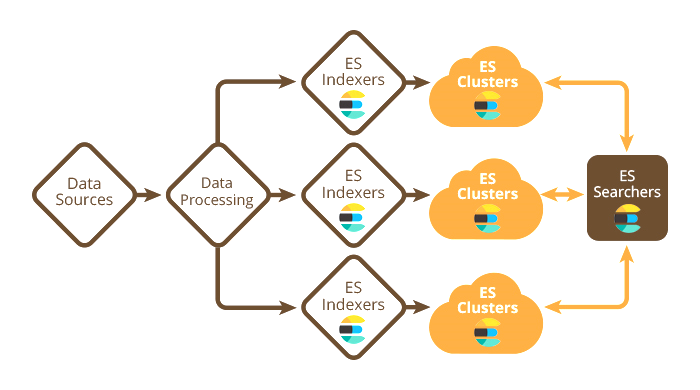 Data
Sources
Data
Processing
ES
Indexers
ES
Clusters
ES
Indexers
ES
Clusters
ES
Searchers
ES
Indexers
ES
Clusters